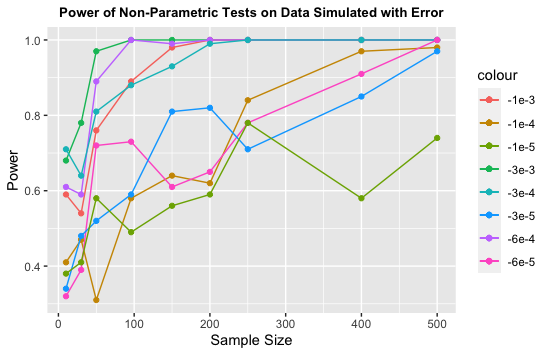 Power of Non-Parametric Tests on Data Simulated with Error
1.0
0.8
0.6
0.4
Power
0
100
200
300
400
500
Sample Size
colour
-1e-3
-1e-4
-1e-5
-3e-3
-3e-4
-3e-5
-6e-4
-6e-5